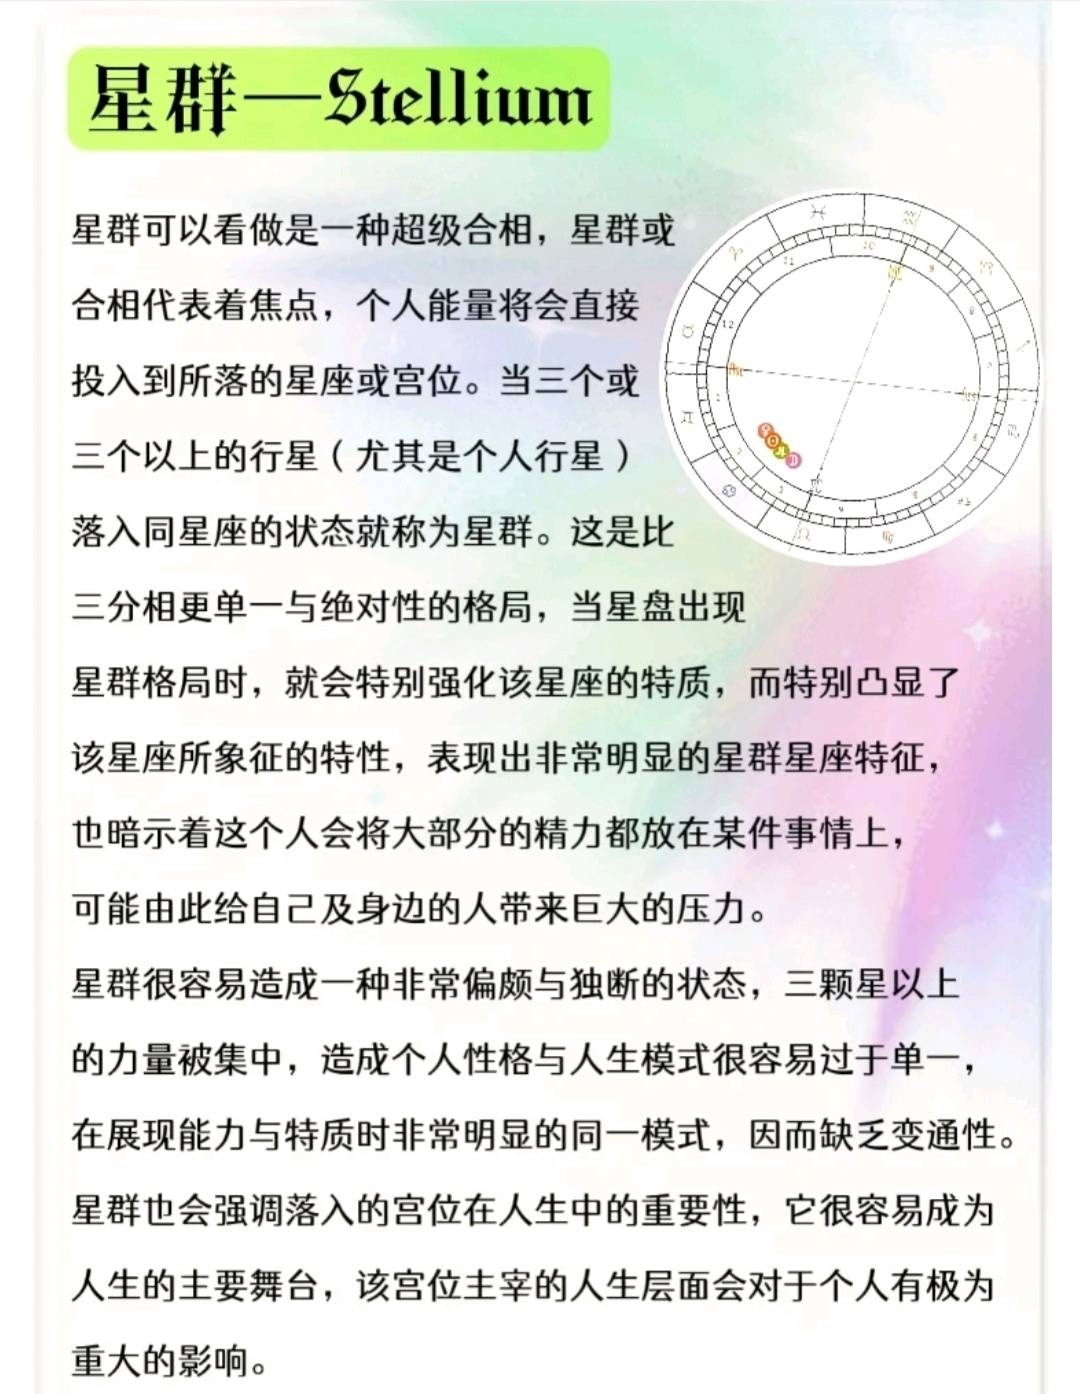 星群—Stellium
星群可以看做是一种超级合相，星群或
合相代表着焦点，个人能量将会直接
投入到所落的星座或宫位。当三个或
三个以上的行星（尤其是个人行星）
落入同星座的状态就称为星群。这是比
三分相更单一与绝对性的格局，当星盘出现
星群格局时，就会特别强化该星座的特质，而特别凸显了
该星座所象征的特性，表现出非常明显的星群星座特征，
也暗示着这个人会将大部分的精力都放在某件事情上，
可能由此给自己及身边的人带来巨大的压力。
星群很容易造成一种非常偏颇与独断的状态，三颗星以上
的力量被集中，造成个人性格与人生模式很容易过于单一，
在展现能力与特质时非常明显的同一模式，因而缺乏变通性。
星群也会强调落入的宫位在人生中的重要性，它很容易成为
人生的主要舞台，该宫位主宰的人生层面会对于个人有极为
重大的影响。